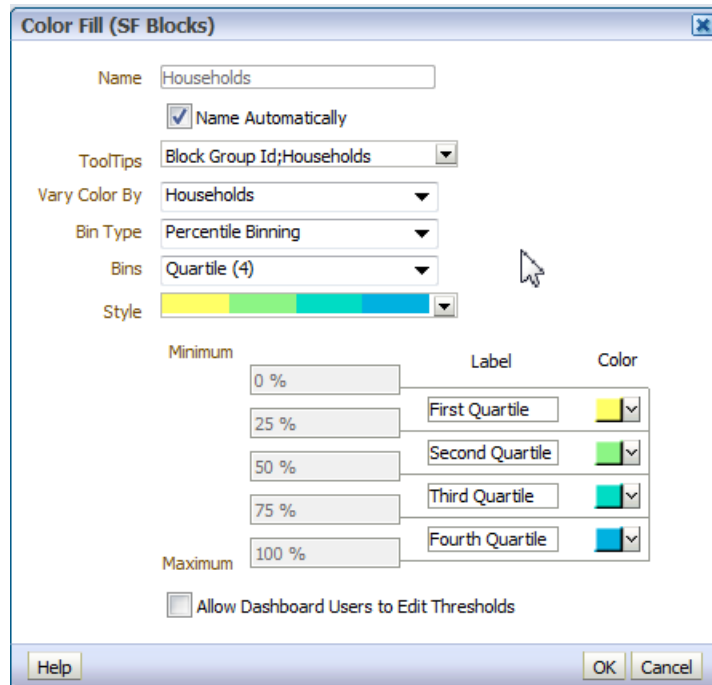 Color Fill (SF Blocks)
Name Households
Name Automatically
ToolTips Block Group Id;Households
Vary Color By Households
Bin Type Percentile Binning
Bins Quartile (4)
Style
Minimum Label Color
0 %
First Quartile
25 %
Second Quartile
50 %
Third Quartile
75 %
Fourth Quartile
Maximum 100 %
Allow Dashboard Users to Edit Thresholds
Help OK Cancel